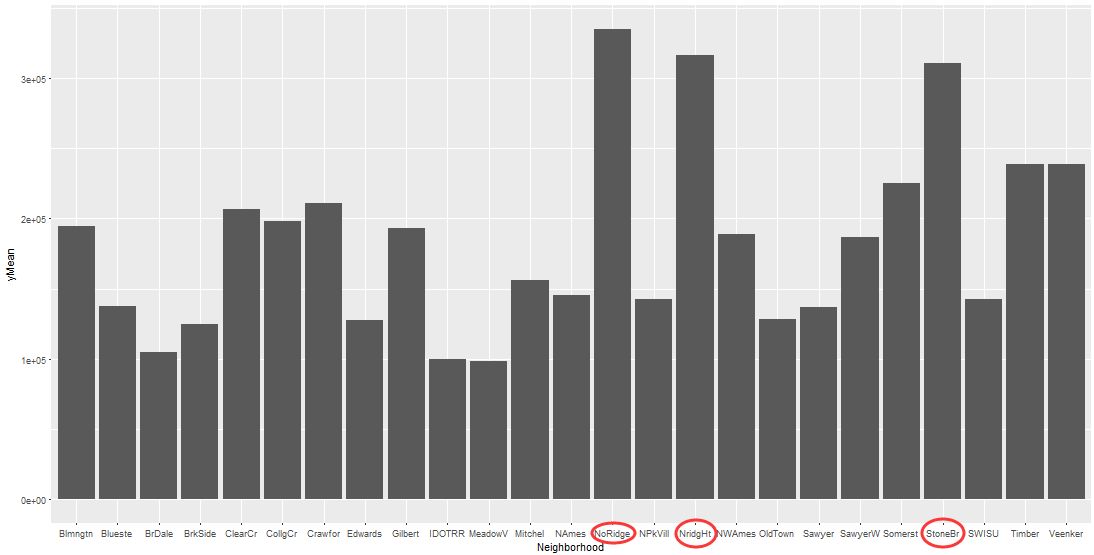 yMean
3e+05
2e+05
1e+05
0e+00
Blmngtn Blueste BrDale BrkSide ClearCr CollgCr Crawfor Edwards Gilbert IDOTRR MeadowV Mitchel NAmes NoRidge NPkVill NridgHt NWAmes OldTown Sawyer SawyerW Somerst StoneBr SWISU Timber Veenker
Neighborhood